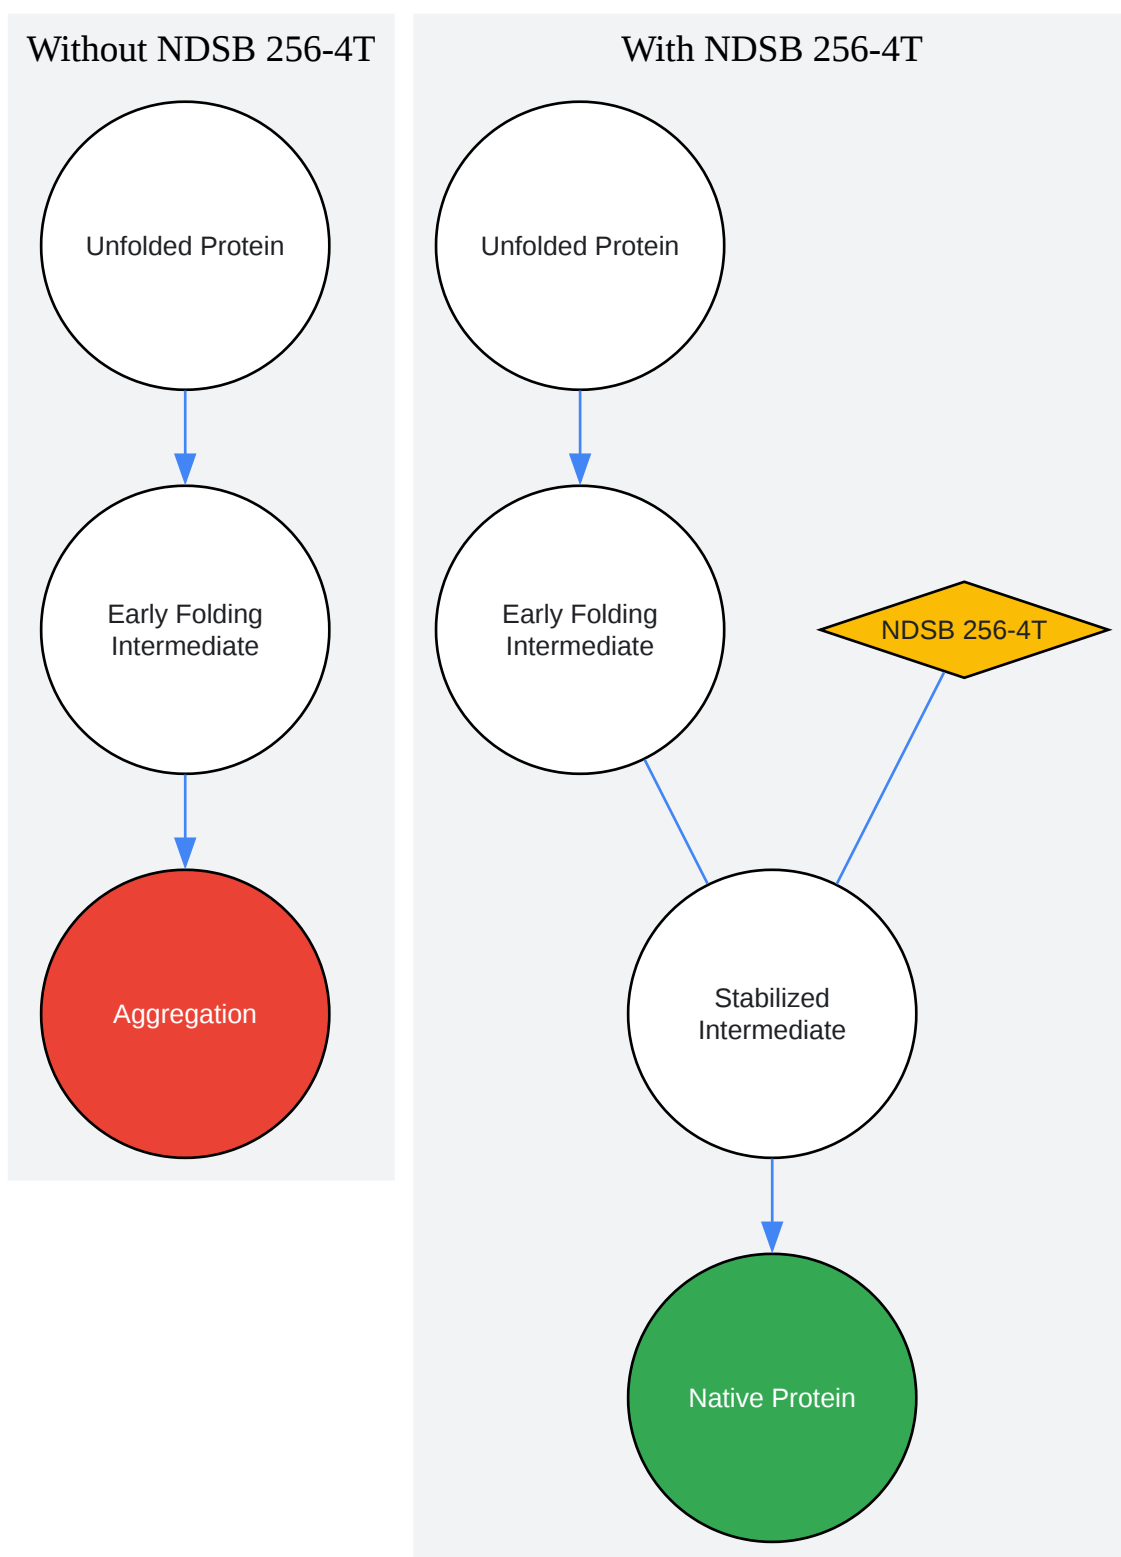 Without NDSB 256-4T
Unfolded Protein
Early Folding
Intermediate
Aggregation
With NDSB 256-4T
Unfolded Protein
Early Folding
Intermediate
NDSB 256-4T
Stabilized
Intermediate
Native Protein